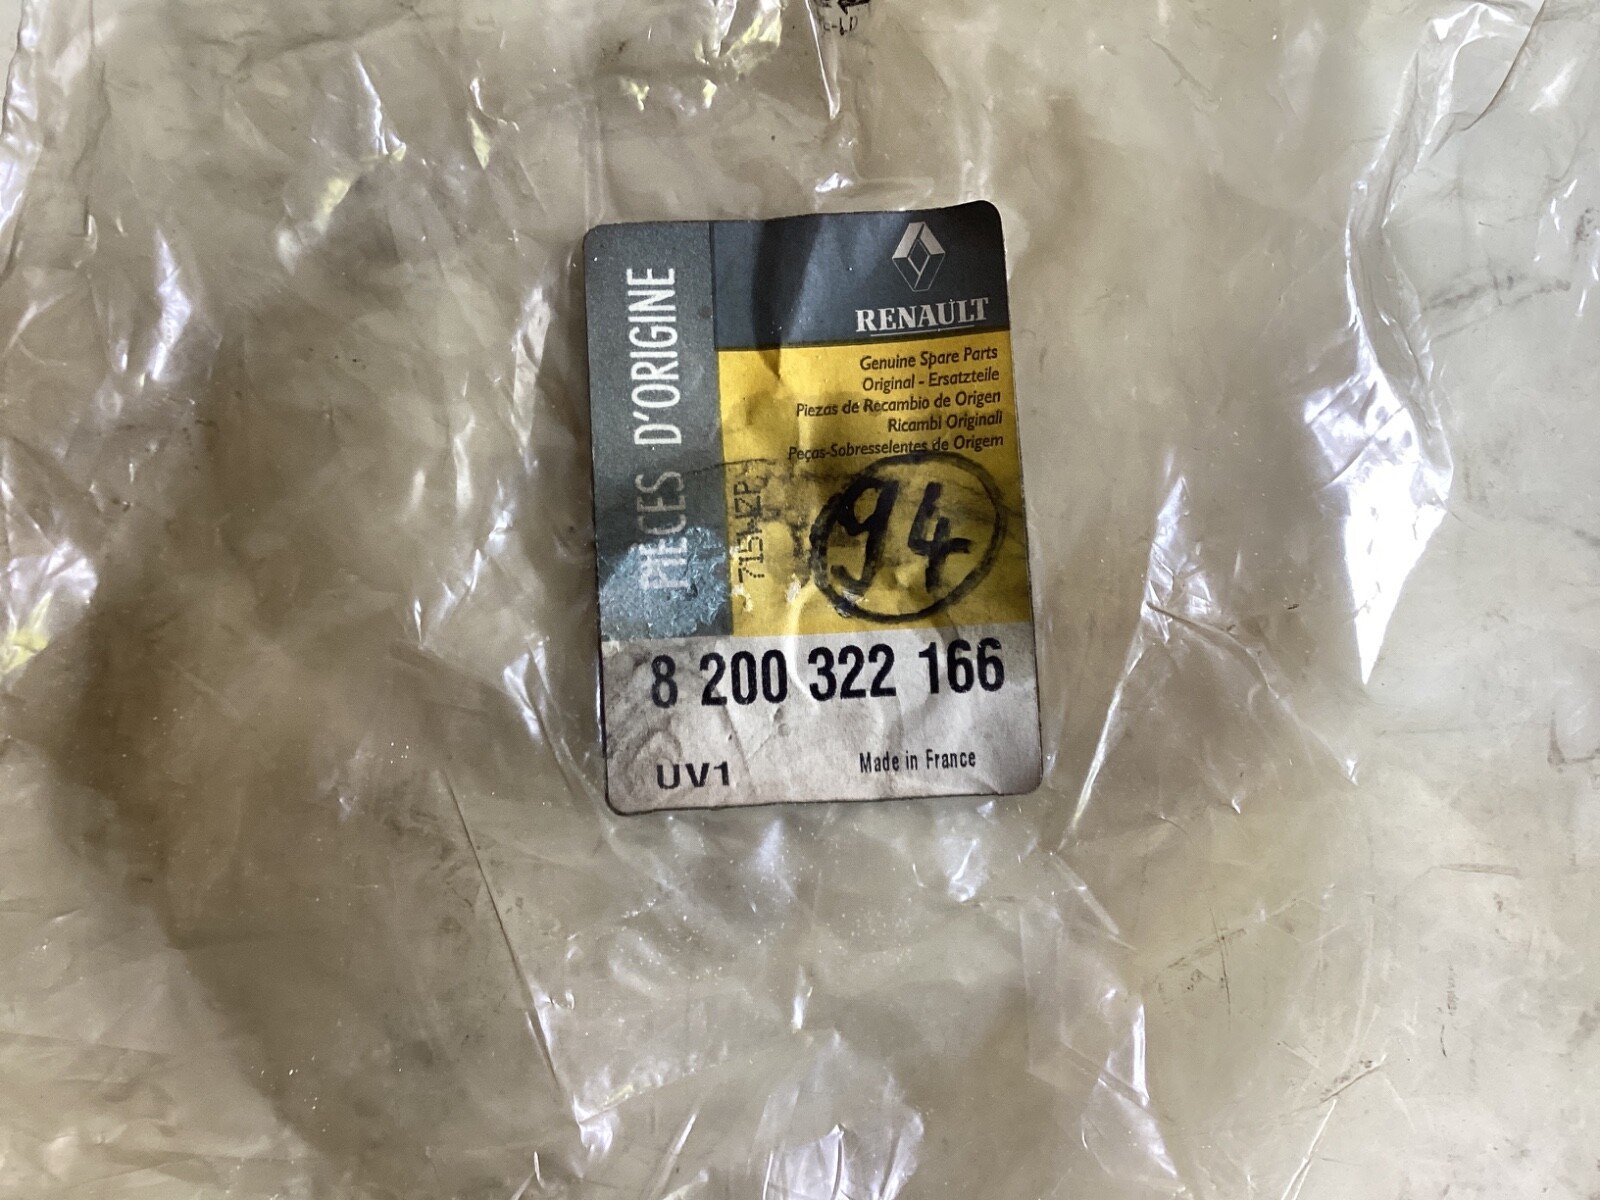 PIECES D'ORIGINE
RENAULT
Genuine Spare Parts
Original - Ersatzteile
Piezas de Recambio de Origen
Ricambi Originali
Peças-Sobresselentes de Origem
94
8 200 322 166
UV1
Made in France